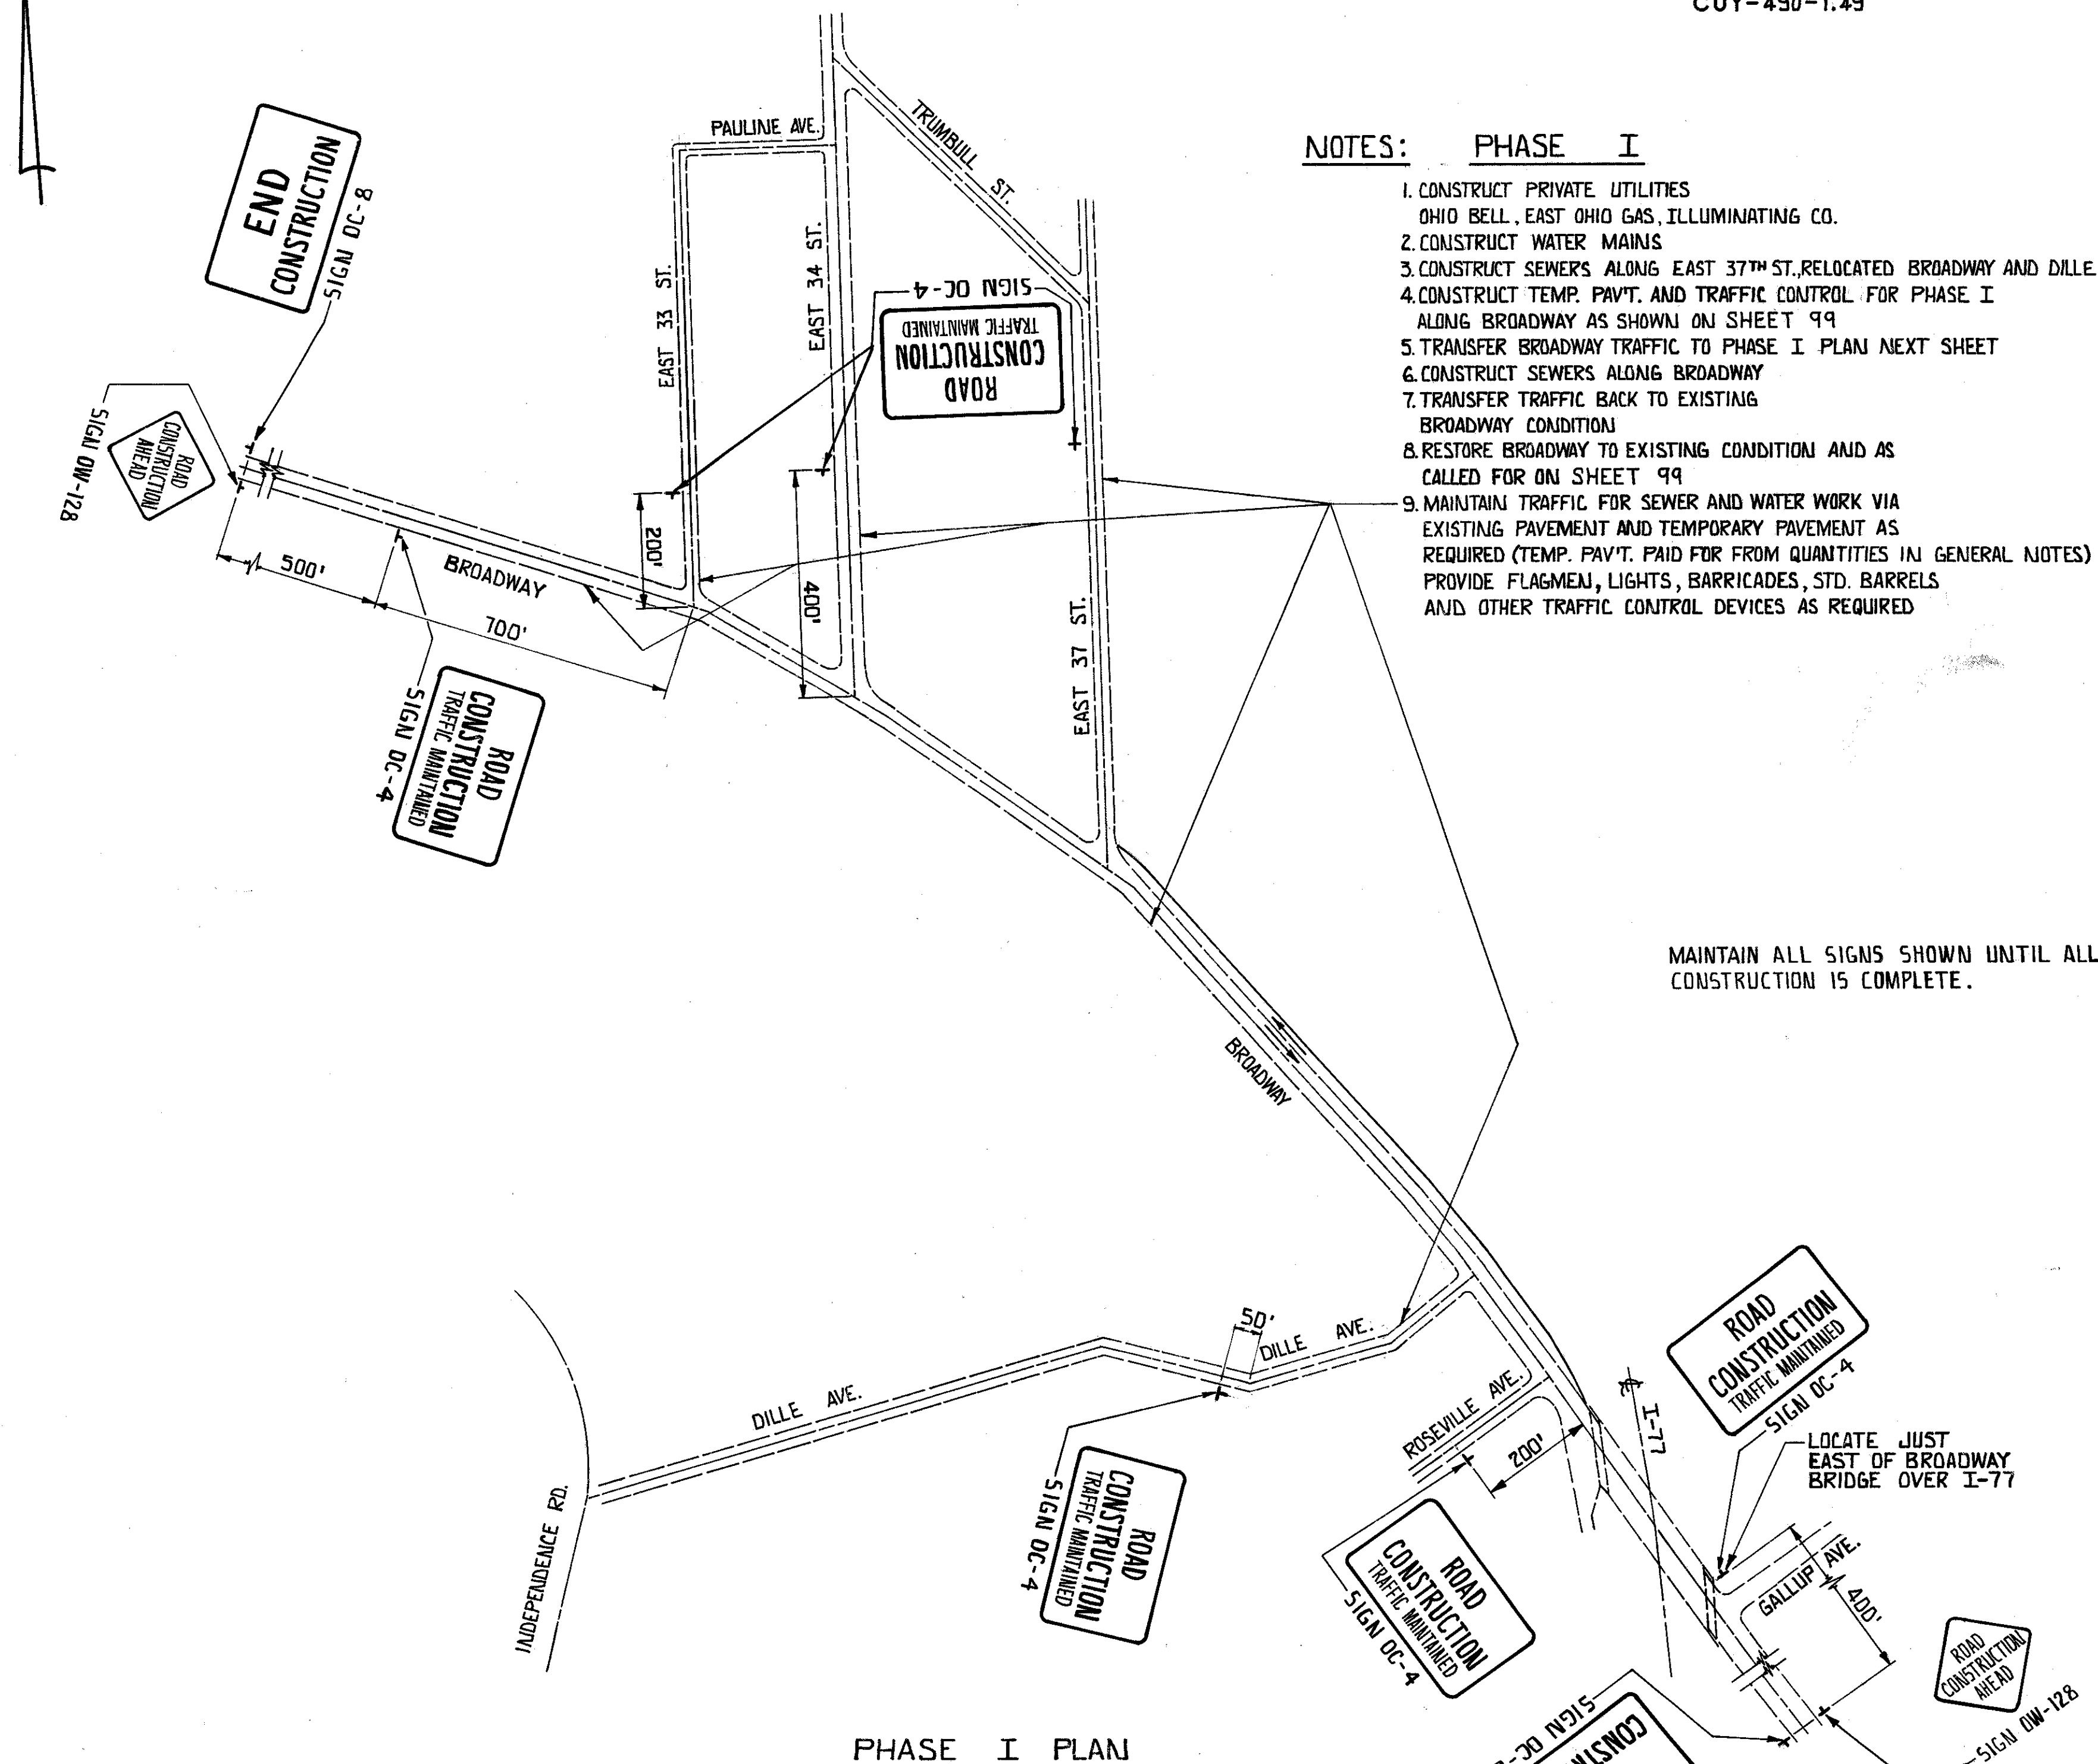 CUY-490-1.49
NOTES: PHASE I
1. CONSTRUCT PRIVATE UTILITIES
OHIO BELL, EAST OHIO GAS, ILLUMINATING CO.
2. CONSTRUCT WATER MAINS
3. CONSTRUCT SEWERS ALONG EAST 37TH ST., RELOCATED BROADWAY AND DILLE
4. CONSTRUCT TEMP. PAV'T. AND TRAFFIC CONTROL FOR PHASE I
ALONG BROADWAY AS SHOWN ON SHEET 99
5. TRANSFER BROADWAY TRAFFIC TO PHASE I PLAN NEXT SHEET
6. CONSTRUCT SEWERS ALONG BROADWAY
7. TRANSFER TRAFFIC BACK TO EXISTING
BROADWAY CONDITION
8. RESTORE BROADWAY TO EXISTING CONDITION AND AS
CALLED FOR ON SHEET 99
9. MAINTAIN TRAFFIC FOR SEWER AND WATER WORK VIA
EXISTING PAVEMENT AND TEMPORARY PAVEMENT AS
REQUIRED (TEMP. PAV'T. PAID FOR FROM QUANTITIES IN GENERAL NOTES)
PROVIDE FLAGMEN, LIGHTS, BARRICADES, STD. BARRELS
AND OTHER TRAFFIC CONTROL DEVICES AS REQUIRED
MAINTAIN ALL SIGNS SHOWN UNTIL ALL
CONSTRUCTION IS COMPLETE.
END
CONSTRUCTION
SIGN OC-8
PAULINE AVE.
TRUMBULL ST.
EAST 33 ST.
EAST 34 ST.
SIGN OC-4
ROAD
CONSTRUCTION
TRAFFIC MAINTAINED
EAST 37 ST.
SIGN OW-128
ROAD
CONSTRUCTION
AHEAD
500'
BROADWAY
700'
200'
400'
ROAD
CONSTRUCTION
TRAFFIC MAINTAINED
SIGN OC-4
BROADWAY
50'
DILLE AVE.
DILLE AVE.
INDEPENDENCE RD.
ROAD
CONSTRUCTION
TRAFFIC MAINTAINED
SIGN OC-4
ROSEVILLE AVE.
200'
ROAD
CONSTRUCTION
TRAFFIC MAINTAINED
SIGN OC-4
I-77
ROAD
CONSTRUCTION
TRAFFIC MAINTAINED
SIGN OC-4
LOCATE JUST
EAST OF BROADWAY
BRIDGE OVER I-77
GALLUP AVE.
400'
ROAD
CONSTRUCTION
AHEAD
SIGN OW-128
SIGN OC-
PHASE I PLAN